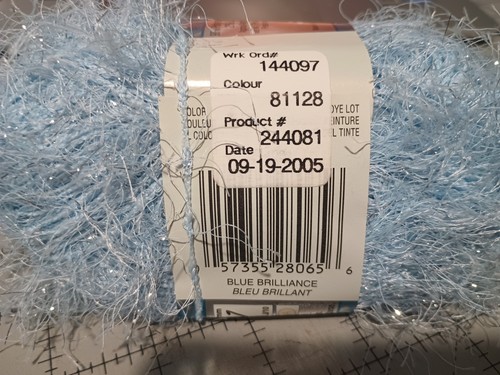 Wrk Ord#
144097
Colour
81128
Product #
244081
Date
09-19-2005
DYE LOT
L TINTE
57355 28065 6
BLUE BRILLIANCE
BLEU BRILLANT